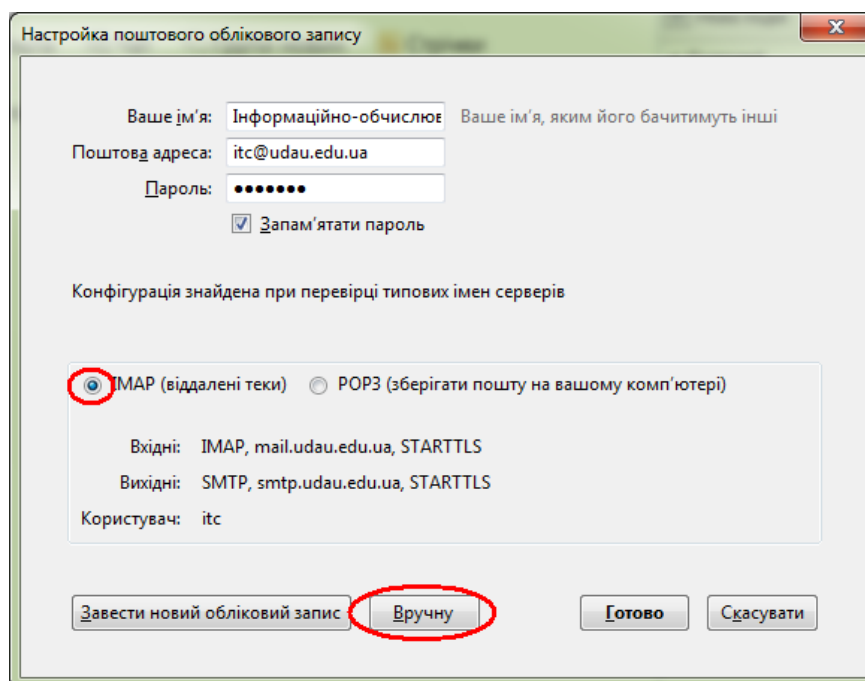 Настройка поштового облікового запису
Ваше ім'я: Інформаційно-обчислюв Ваше ім'я, яким його бачитимуть інші
Поштова адреса: itc@udau.edu.ua
Пароль: •••••••
Запам'ятати пароль
Конфігурація знайдена при перевірці типових імен серверів
IMAP (віддалені теки) POP3 (зберігати пошту на вашому комп'ютері)
Вхідні: IMAP, mail.udau.edu.ua, STARTTLS
Вихідні: SMTP, smtp.udau.edu.ua, STARTTLS
Користувач: itc
Завести новий обліковий запис Вручну Готово Скасувати